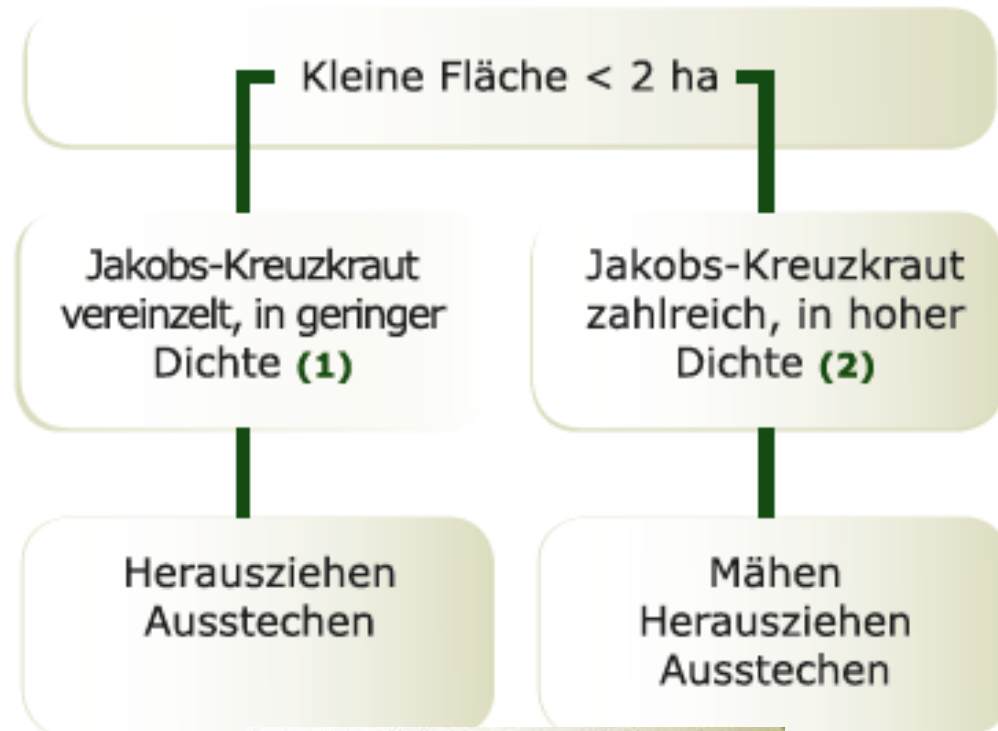 Kleine Fläche < 2 ha
Jakobs-Kreuzkraut
vereinzelt, in geringer
Dichte (1)
Jakobs-Kreuzkraut
zahlreich, in hoher
Dichte (2)
Herausziehen
Ausstechen
Mähen
Herausziehen
Ausstechen